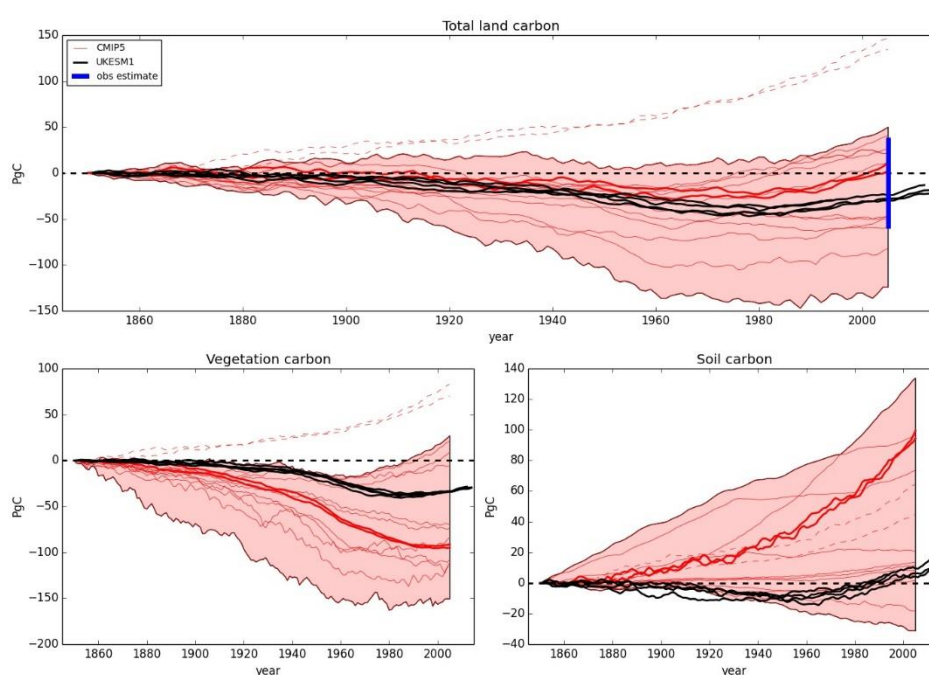 Total land carbon
150
100
50
0
−50
−100
−150
PgC
CMIP5
UKESM1
obs estimate
1860 1880 1900 1920 1940 1960 1980 2000
year
Vegetation carbon
100
50
0
−50
−100
−150
−200
PgC
1860 1880 1900 1920 1940 1960 1980 2000
year
Soil carbon
140
120
100
80
60
40
20
0
−20
−40
PgC
1860 1880 1900 1920 1940 1960 1980 2000
year